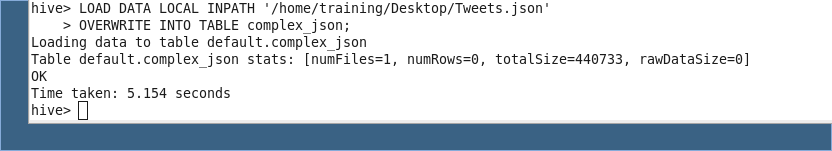 hive> LOAD DATA LOCAL INPATH '/home/training/Desktop/Tweets.json'
    > OVERWRITE INTO TABLE complex_json;
Loading data to table default.complex_json
Table default.complex_json stats: [numFiles=1, numRows=0, totalSize=440733, rawDataSize=0]
OK
Time taken: 5.154 seconds
hive>